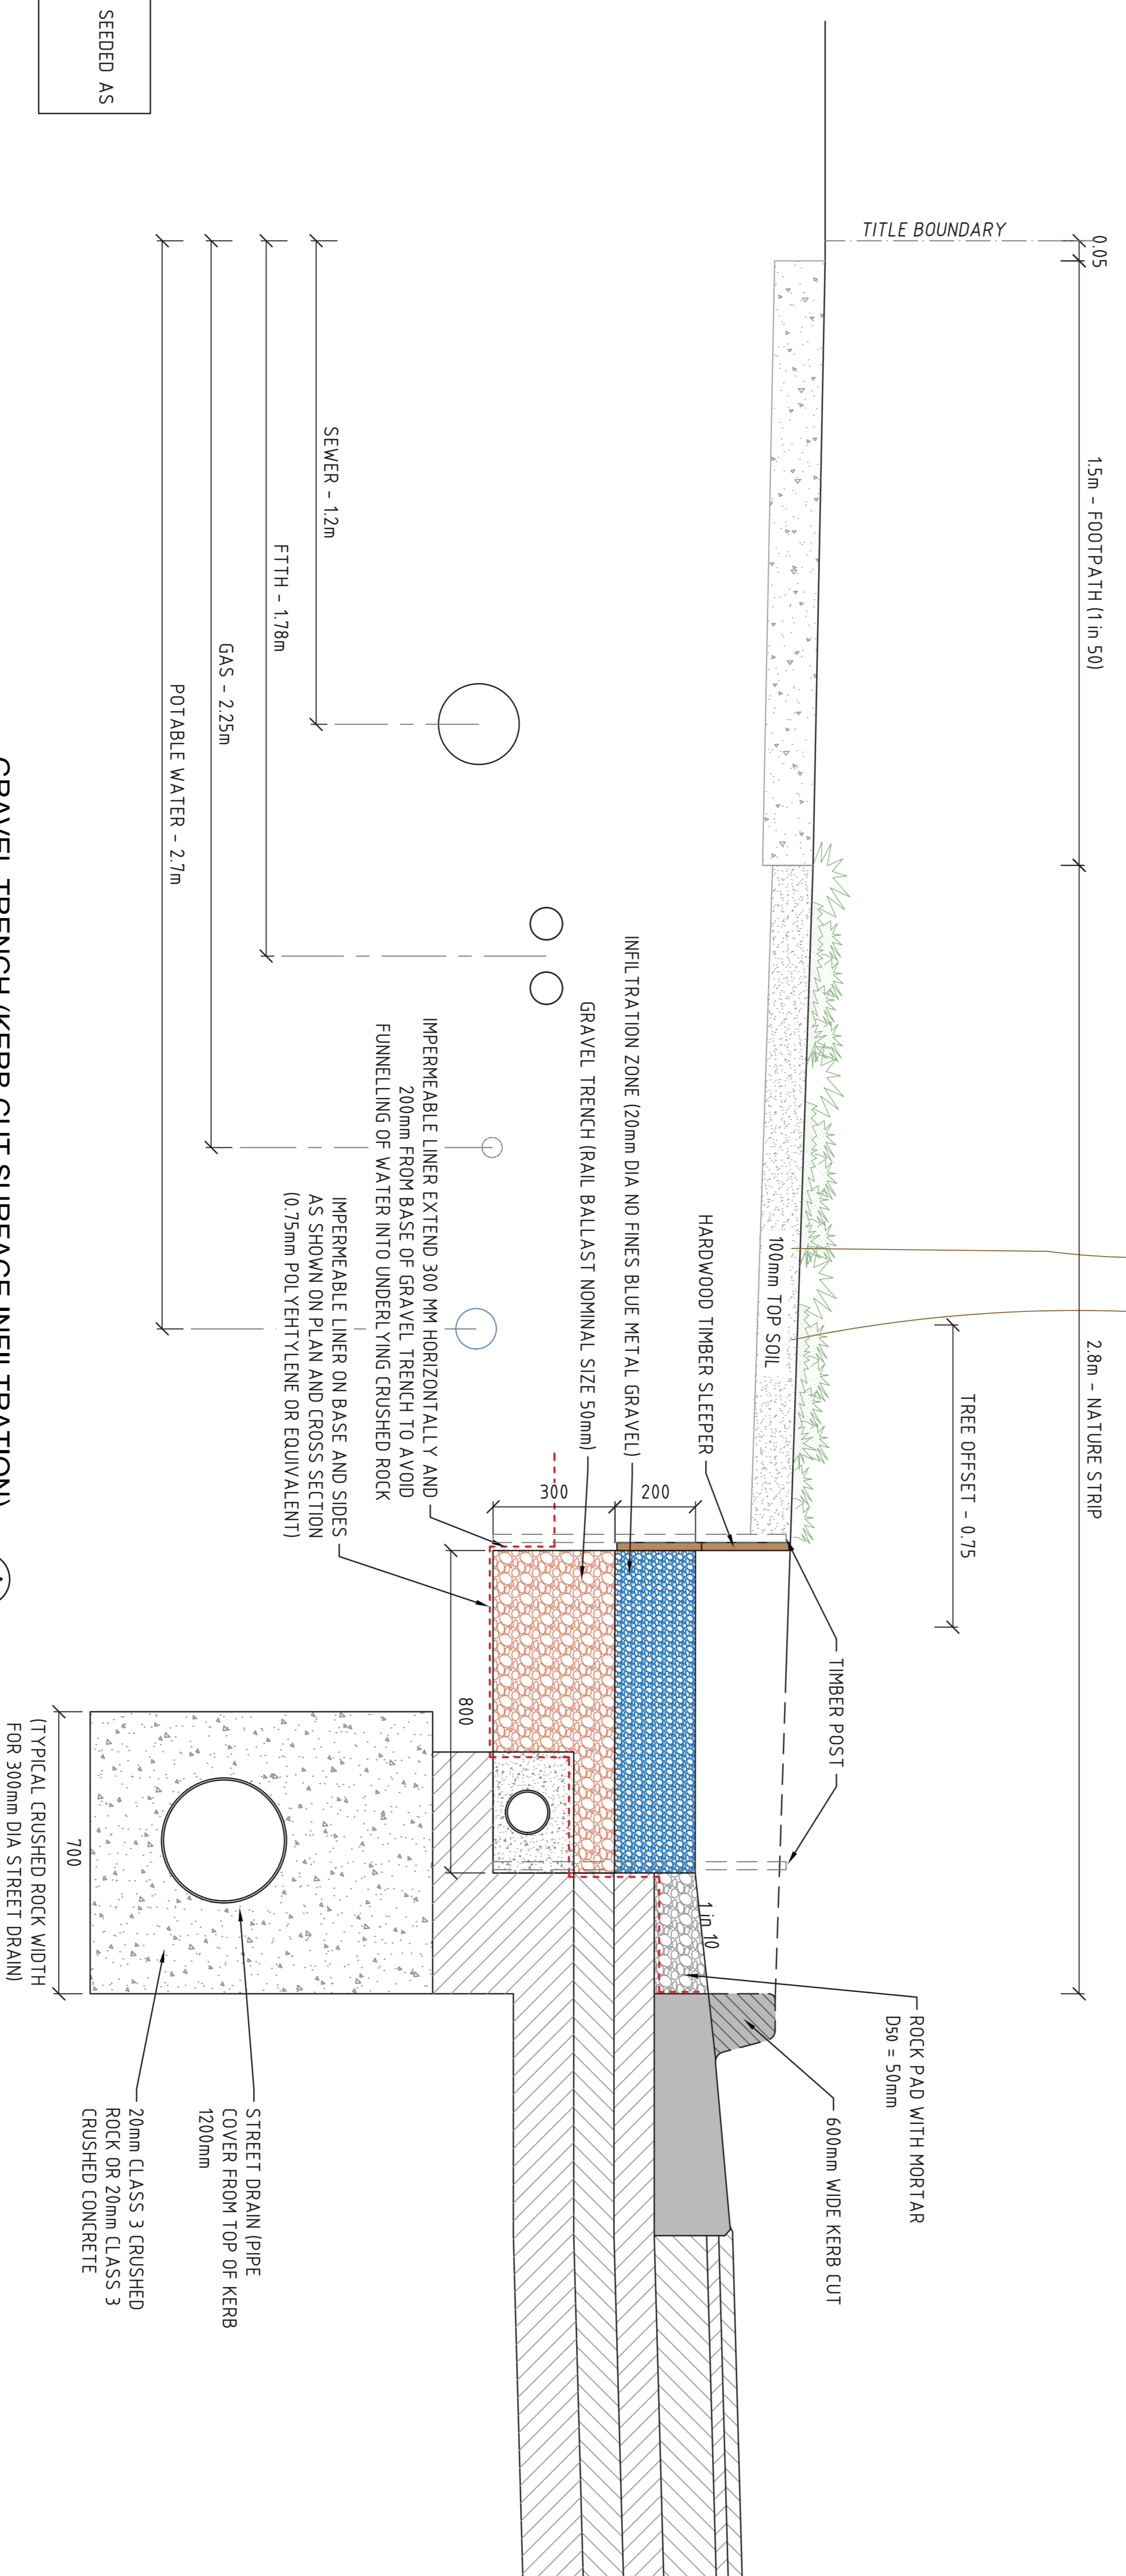 SEEDED AS
TITLE BOUNDARY
0.05
1.5m – FOOTPATH (1 in 50)
2.8m – NATURE STRIP
TREE OFFSET – 0.75
TIMBER POST
ROCK PAD WITH MORTAR
D50 = 50mm
600mm WIDE KERB CUT
1 in 10
100mm TOP SOIL
HARDWOOD TIMBER SLEEPER
INFILTRATION ZONE (20mm DIA NO FINES BLUE METAL GRAVEL)
GRAVEL TRENCH (RAIL BALLAST NOMINAL SIZE 50mm)
200
300
800
IMPERMEABLE LINER EXTEND 300 MM HORIZONTALLY AND
200mm FROM BASE OF GRAVEL TRENCH TO AVOID
FUNNELLING OF WATER INTO UNDERLYING CRUSHED ROCK
IMPERMEABLE LINER ON BASE AND SIDES
AS SHOWN ON PLAN AND CROSS SECTION
(0.75mm POLYEHTYLENE OR EQUIVALENT)
SEWER – 1.2m
FTTH – 1.78m
GAS – 2.25m
POTABLE WATER – 2.7m
STREET DRAIN (PIPE
COVER FROM TOP OF KERB
1200mm
20mm CLASS 3 CRUSHED
ROCK OR 20mm CLASS 3
CRUSHED CONCRETE
700
(TYPICAL CRUSHED ROCK WIDTH
FOR 300mm DIA STREET DRAIN)
GRAVEL TRENCH (KERB CUT SURFACE INFILTRATION)